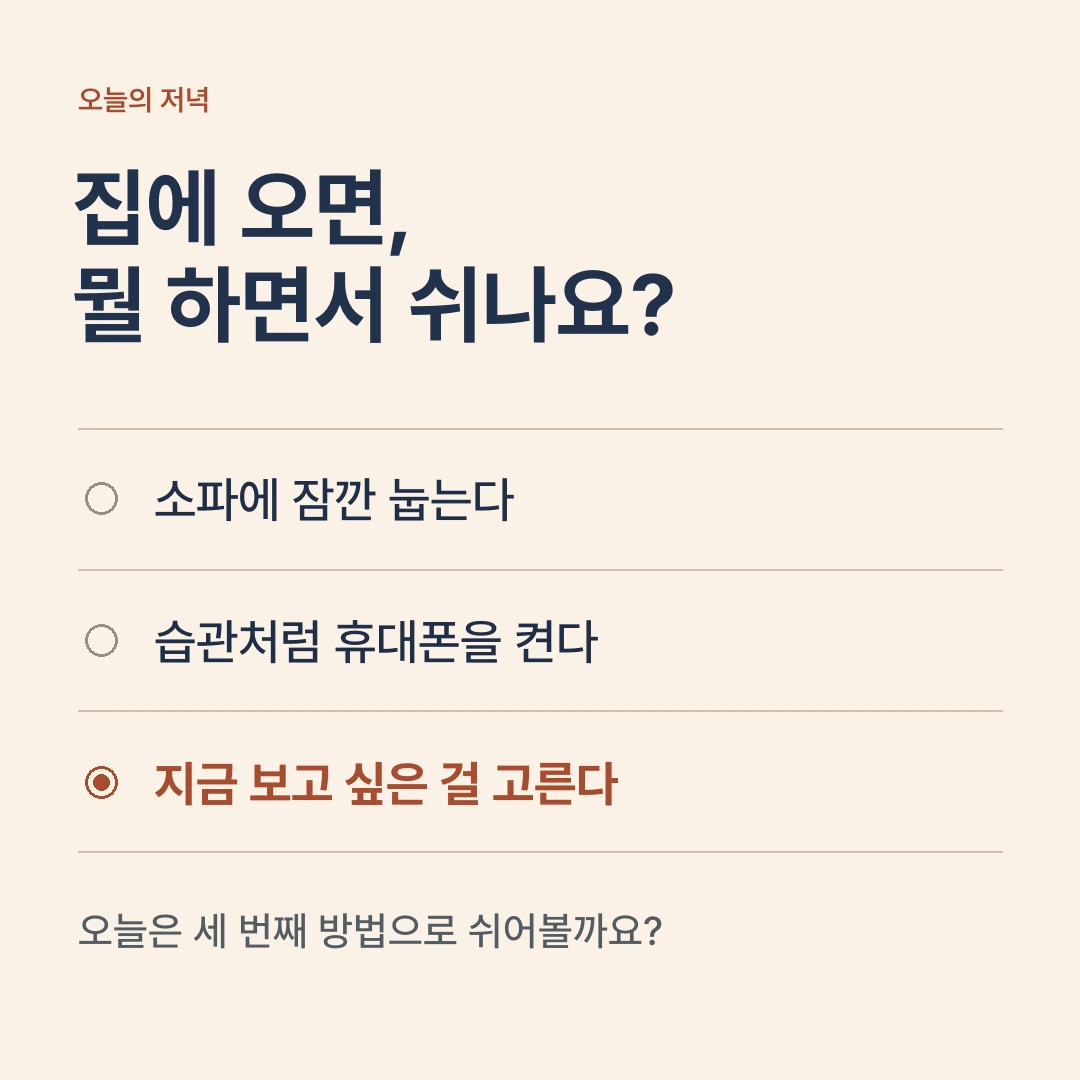 오늘의 저녁
집에 오면,
뭘 하면서 쉬나요?
소파에 잠깐 눕는다
습관처럼 휴대폰을 켠다
지금 보고 싶은 걸 고른다
오늘은 세 번째 방법으로 쉬어볼까요?